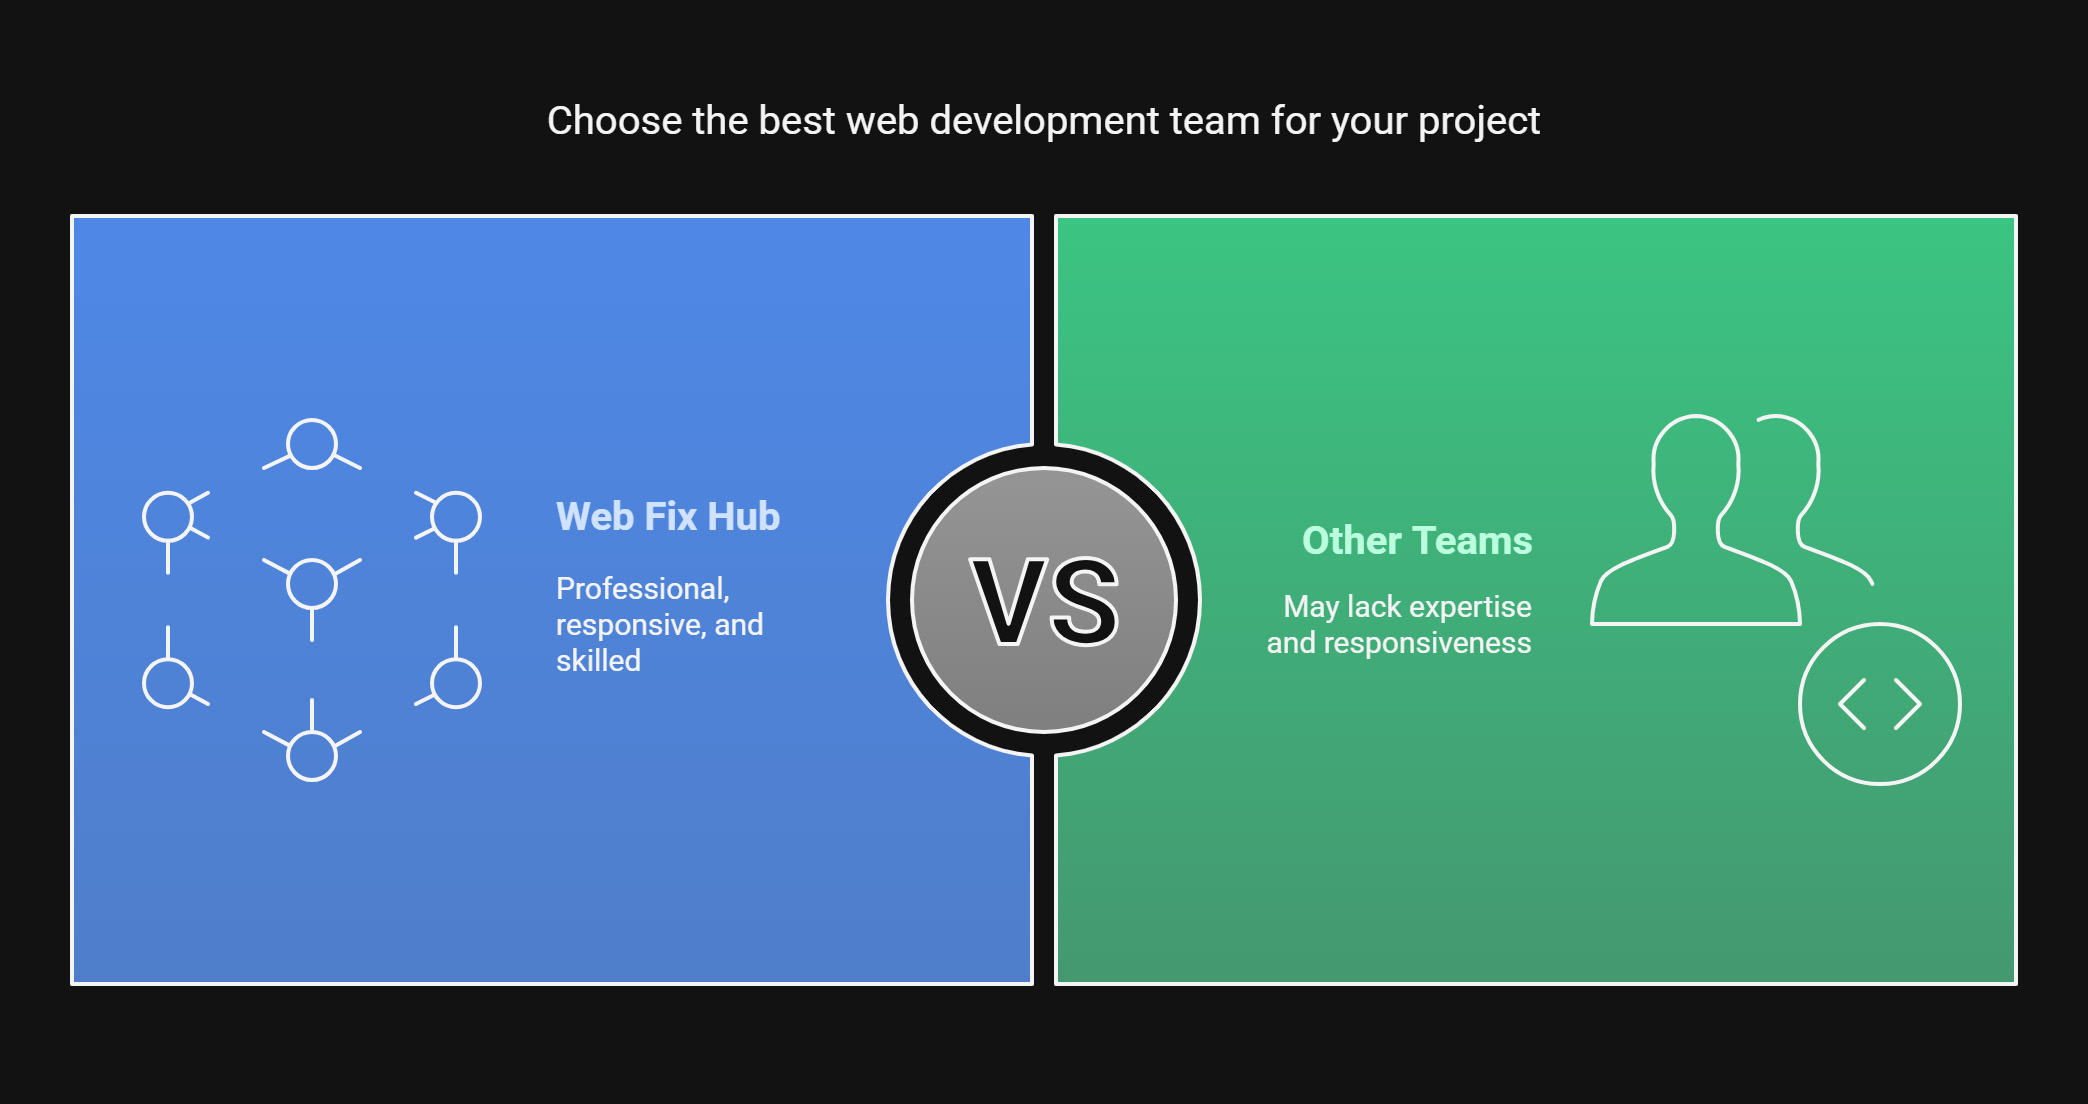 Choose the best web development team for your project
Web Fix Hub
Professional,
responsive, and
skilled
VS
Other Teams
May lack expertise
and responsiveness